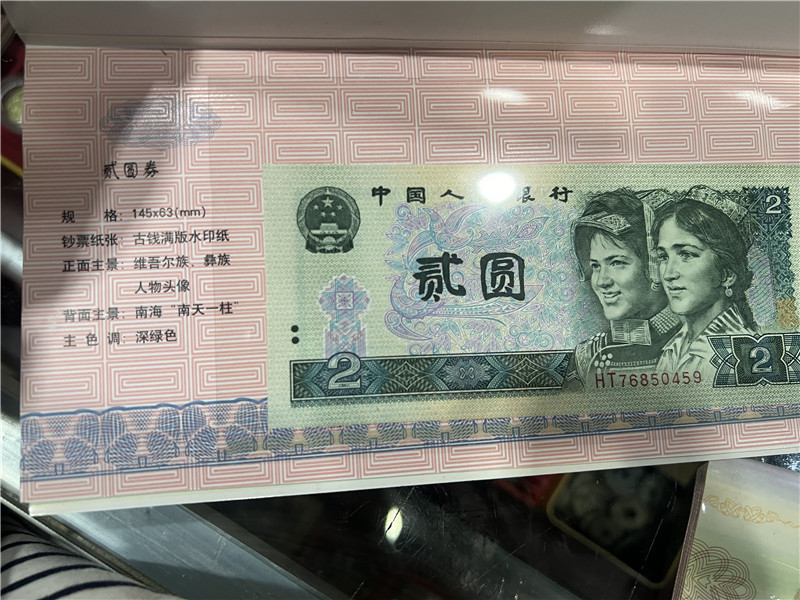 贰圆券
规 格：145x63(mm)
钞票纸张：古钱满版水印纸
正面主景：维吾尔族、彝族
人物头像
背面主景：南海“南天一柱”
主 色 调：深绿色
中国人 银行
贰圆
2
2
2
HT76850459